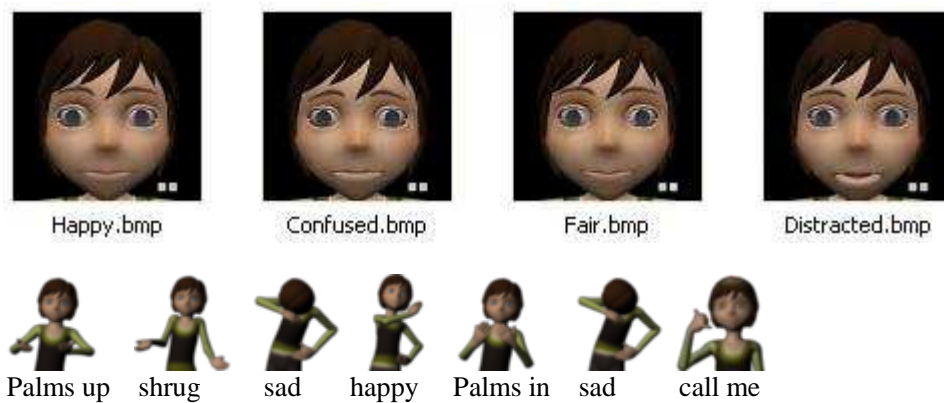 Happy.bmp Confused.bmp Fair.bmp Distracted.bmp
Palms up shrug sad happy Palms in sad call me